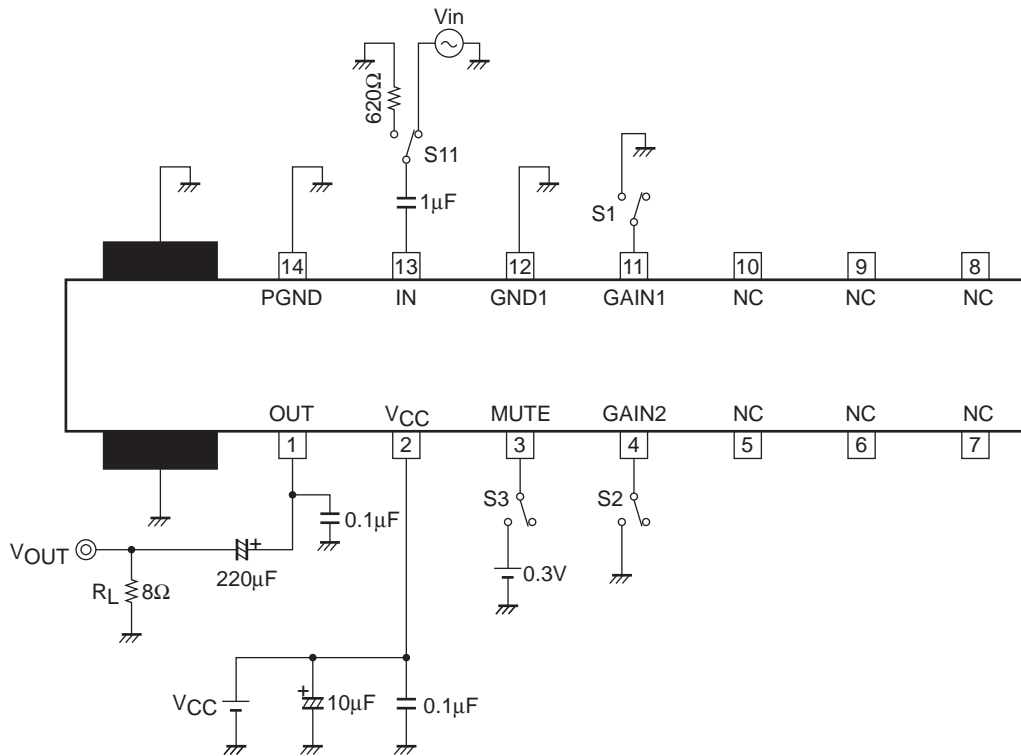 Vin
620Ω
S11
1μF
S1
14 13 12 11 10 9 8
PGND IN GND1 GAIN1 NC NC NC
OUT VCC MUTE GAIN2 NC NC NC
1 2 3 4 5 6 7
S3 S2
0.1μF
VOUT
220μF
0.3V
RL 8Ω
VCC
10μF
0.1μF